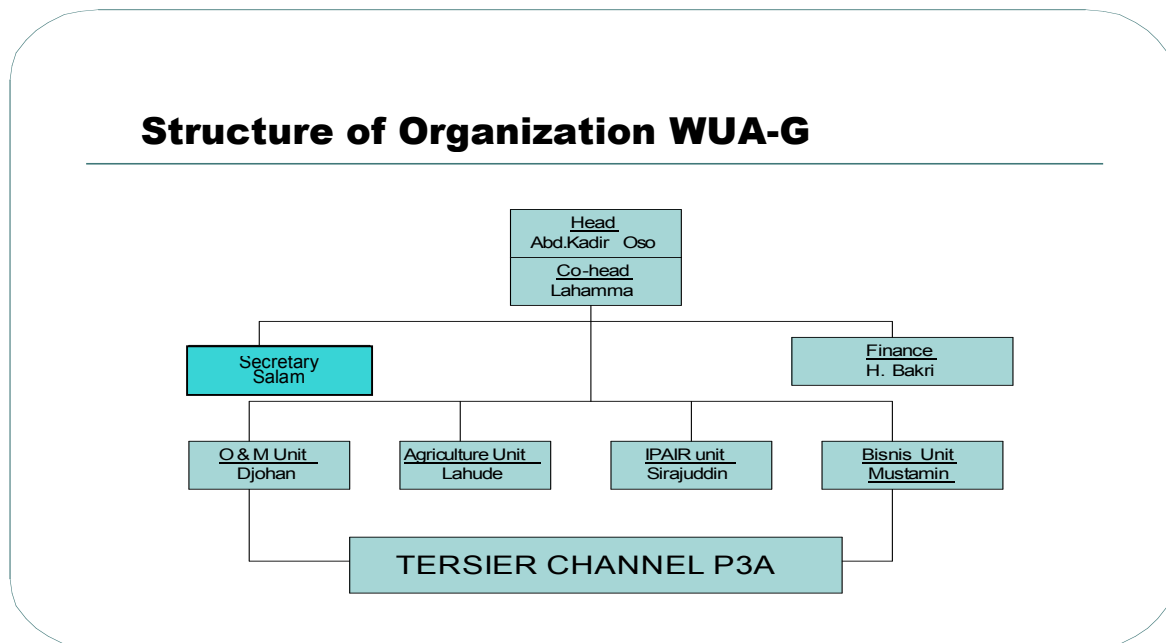 Structure of Organization WUA-G
Head
Abd.Kadir Oso
Co-head
Lahamma
Secretary
Salam
Finance
H. Bakri
O & M Unit
Djohan
Agriculture Unit
Lahude
IPAIR unit
Sirajuddin
Bisnis Unit
Mustamin
TERSIER CHANNEL P3A